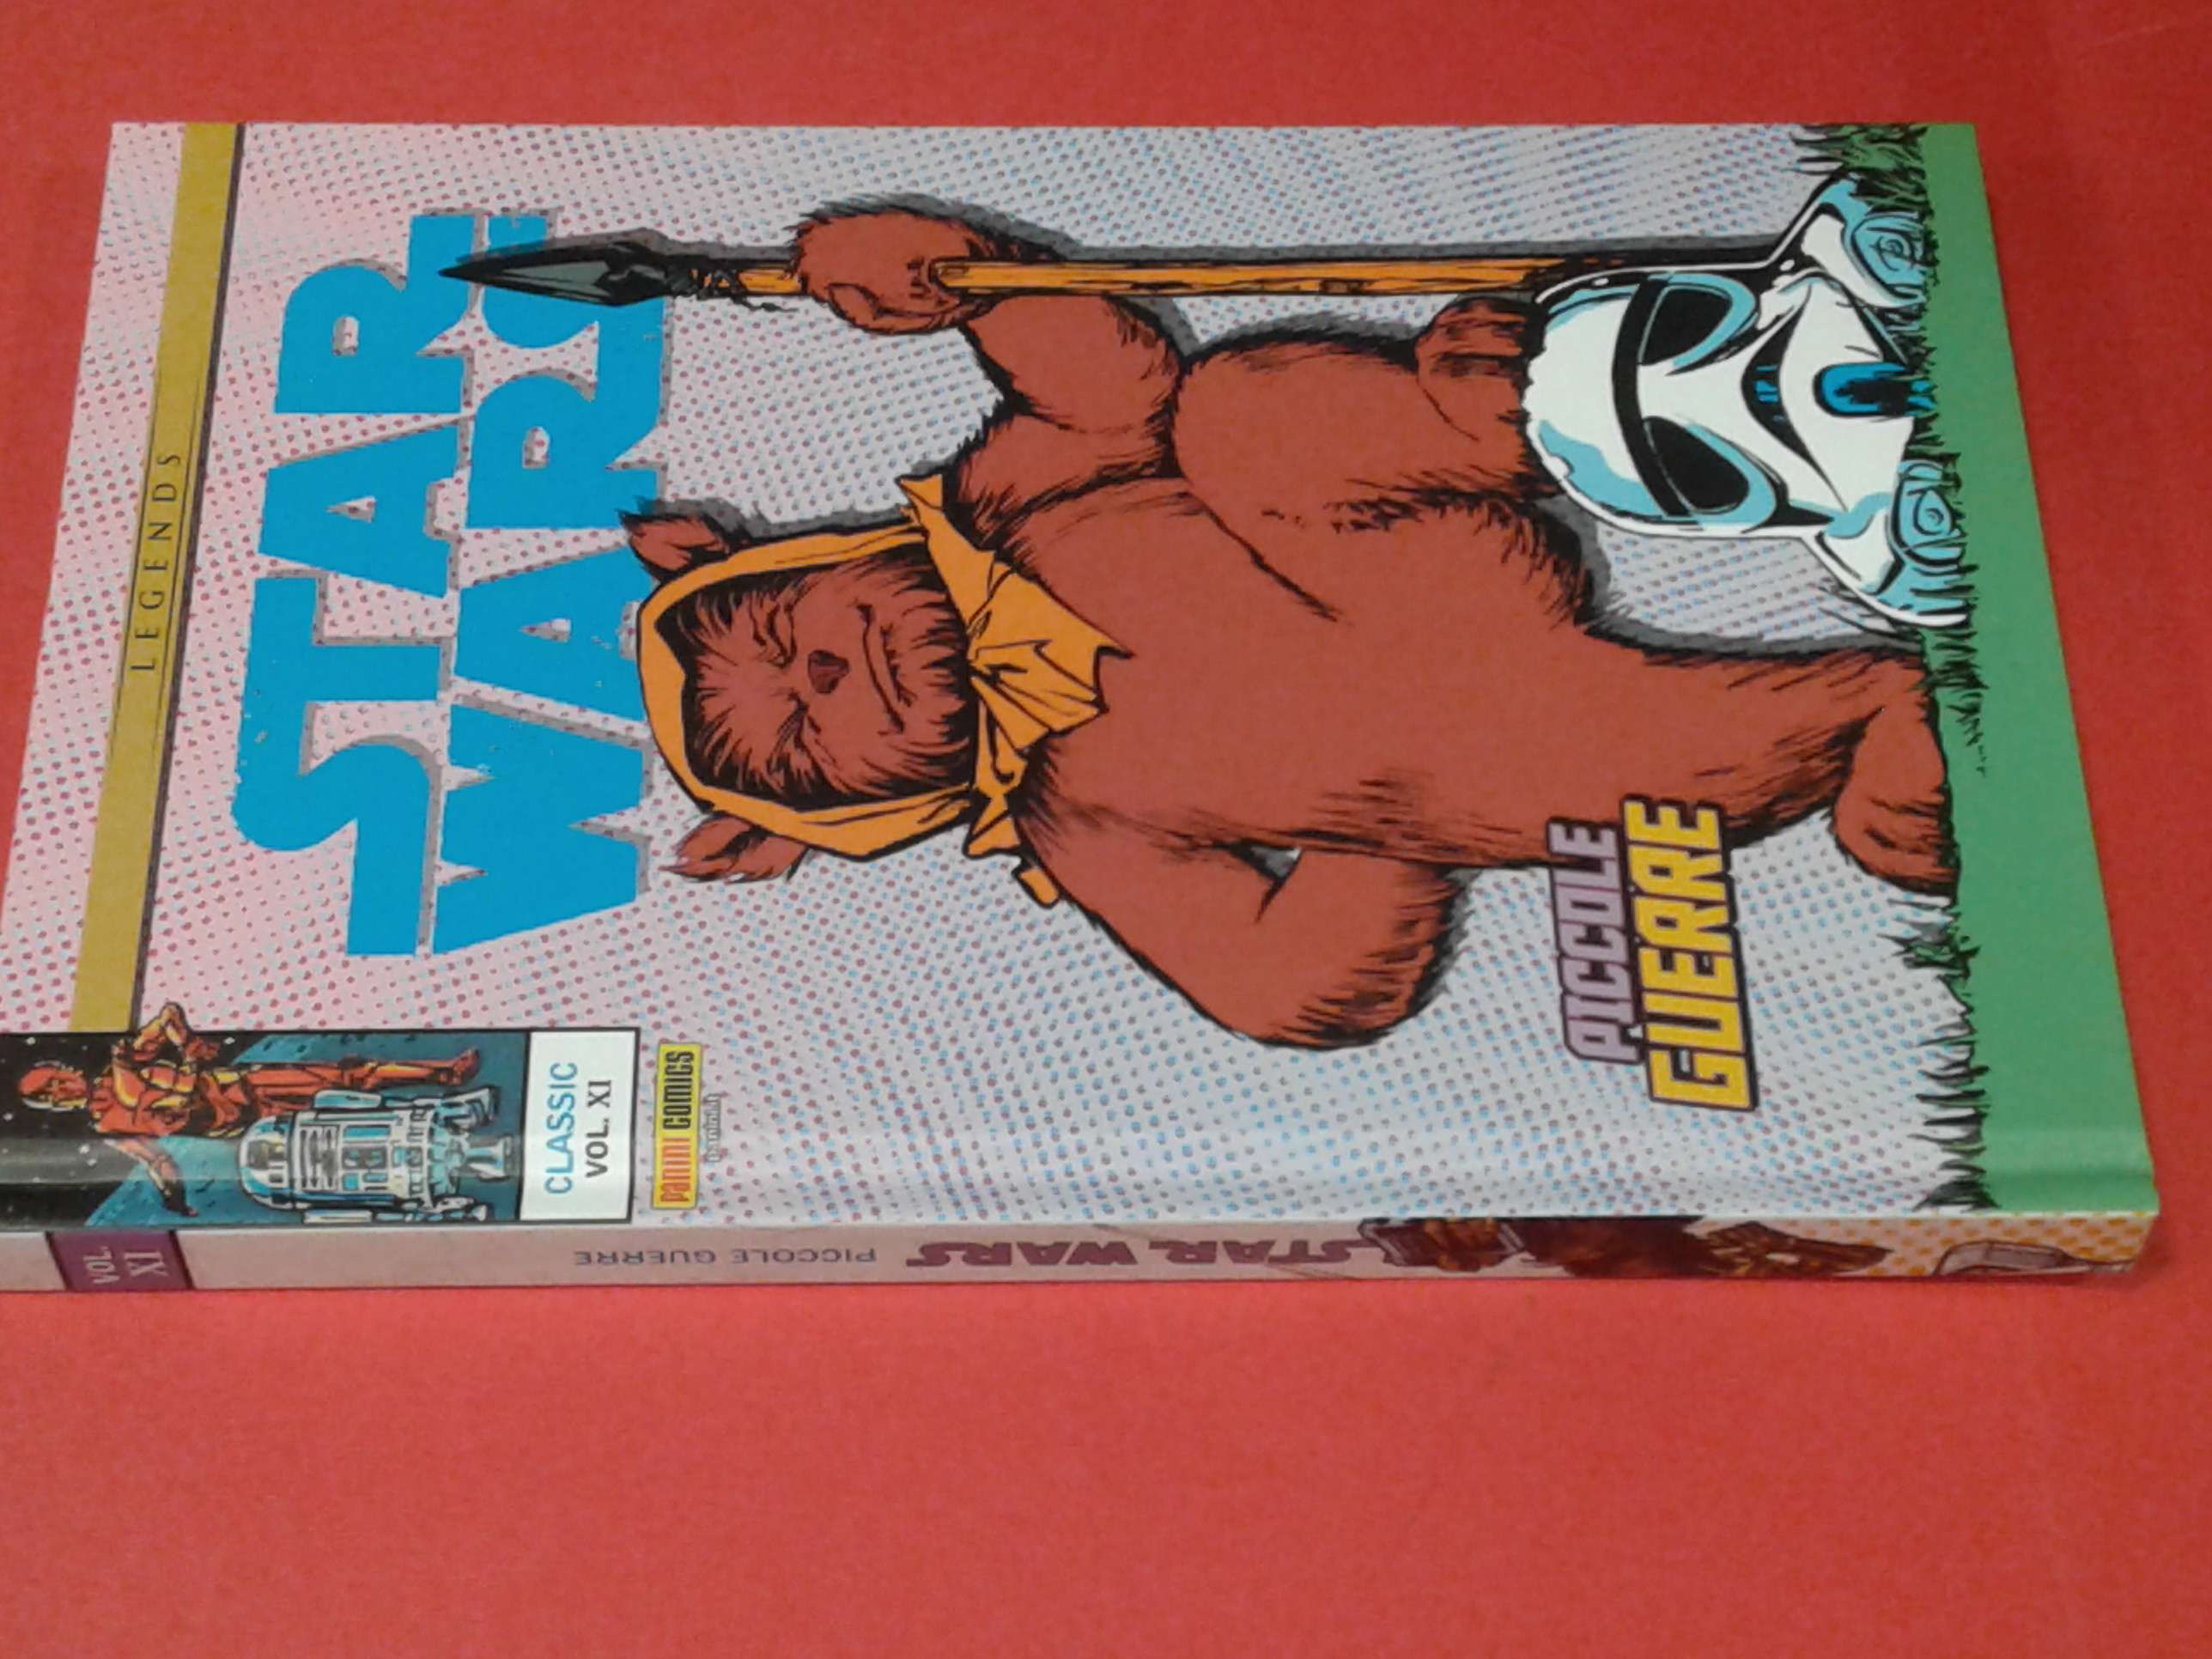 LEGENDS
STAR
WARS
CLASSIC
VOL. XI
PANINI COMICS
PICCOLE
GUERRE
VOL.
XI
PICCOLE GUERRE
STAR WARS